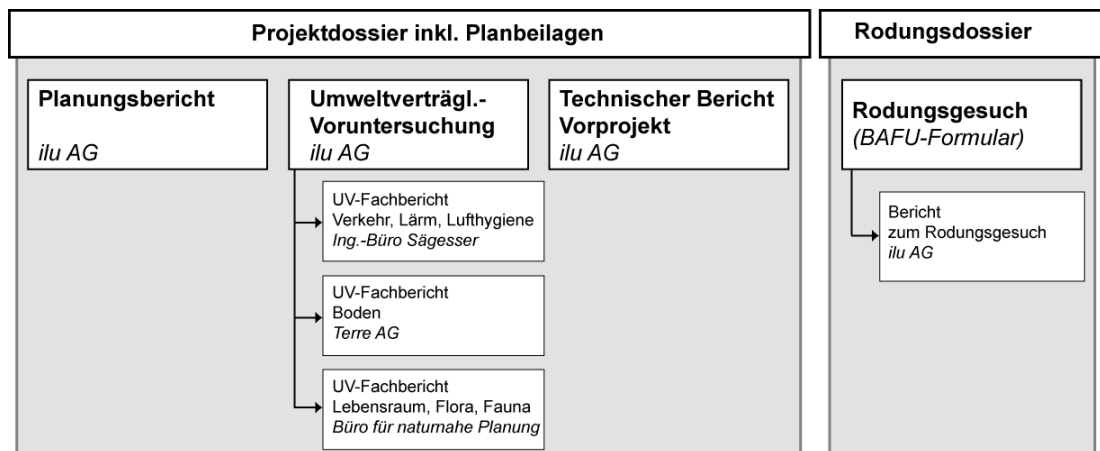 Projektdossier inkl. Planbeilagen
Rodungsdossier
Planungsbericht
ilu AG
Umweltverträgl.-
Voruntersuchung
ilu AG
Technischer Bericht
Vorprojekt
ilu AG
Rodungsgesuch
(BAFU-Formular)
UV-Fachbericht
Verkehr, Lärm, Lufthygiene
Ing.-Büro Sägesser
UV-Fachbericht
Boden
Terre AG
UV-Fachbericht
Lebensraum, Flora, Fauna
Büro für naturnahe Planung
Bericht
zum Rodungsgesuch
ilu AG